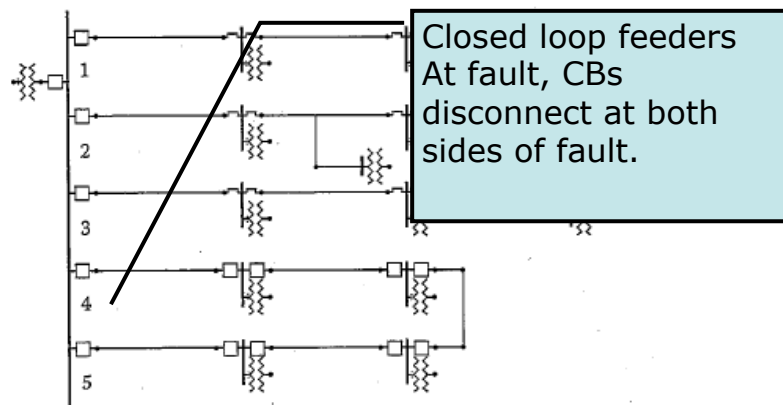 Closed loop feeders
At fault, CBs
disconnect at both
sides of fault.
1
2
3
4
5